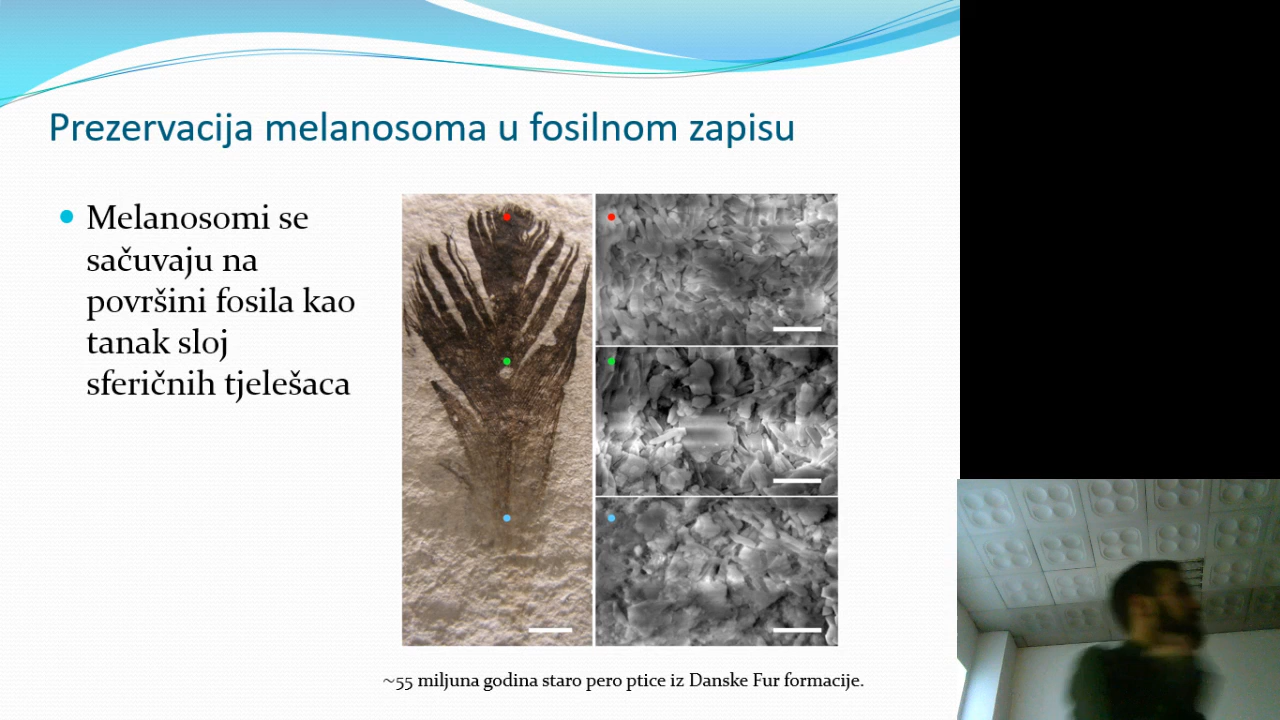 Prezervacija melanosoma u fosilnom zapisu
Melanosomi se
sačuvaju na
površini fosila kao
tanak sloj
sferičnih tjelešaca
~55 miljuna godina staro pero ptice iz Danske Fur formacije.